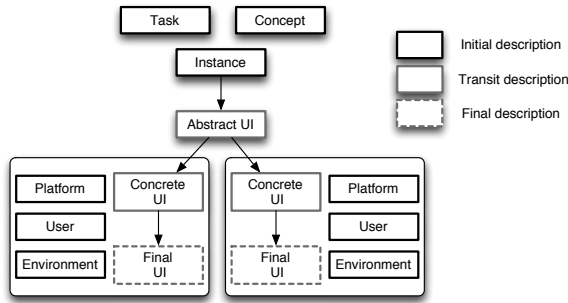 Task
Concept
Initial description
Instance
Transit description
Abstract UI
Final description
Platform
Concrete
UI
Concrete
UI
Platform
User
User
Environment
Final
UI
Final
UI
Environment